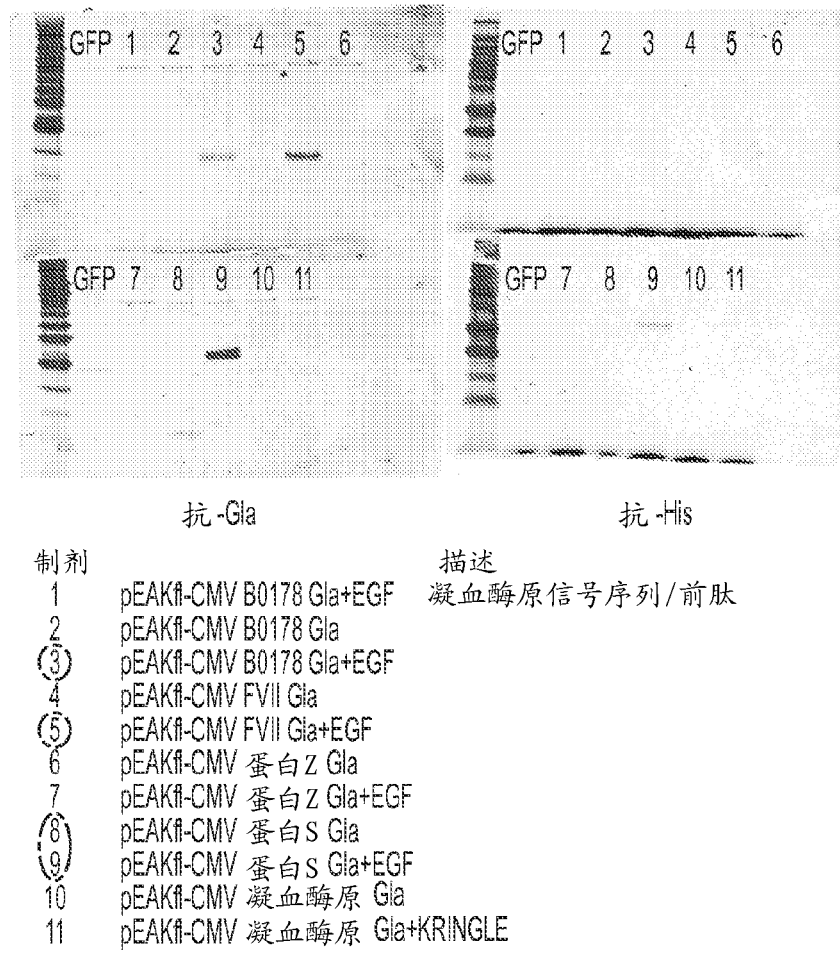 GFP 1 2 3 4 5 6
GFP 1 2 3 4 5 6
GFP 7 8 9 10 11
GFP 7 8 9 10 11
抗-Gla
抗-His
制剂 描述
1 pEAKfl-CMV B0178 Gla+EGF 凝血酶原信号序列/前肽
2 pEAKfl-CMV B0178 Gla
3 pEAKfl-CMV B0178 Gla+EGF
4 pEAKfl-CMV FVII Gla
5 pEAKfl-CMV FVII Gla+EGF
6 pEAKfl-CMV 蛋白Z Gla
7 pEAKfl-CMV 蛋白Z Gla+EGF
8 pEAKfl-CMV 蛋白S Gla
9 pEAKfl-CMV 蛋白S Gla+EGF
10 pEAKfl-CMV 凝血酶原 Gla
11 pEAKfl-CMV 凝血酶原 Gla+KRINGLE